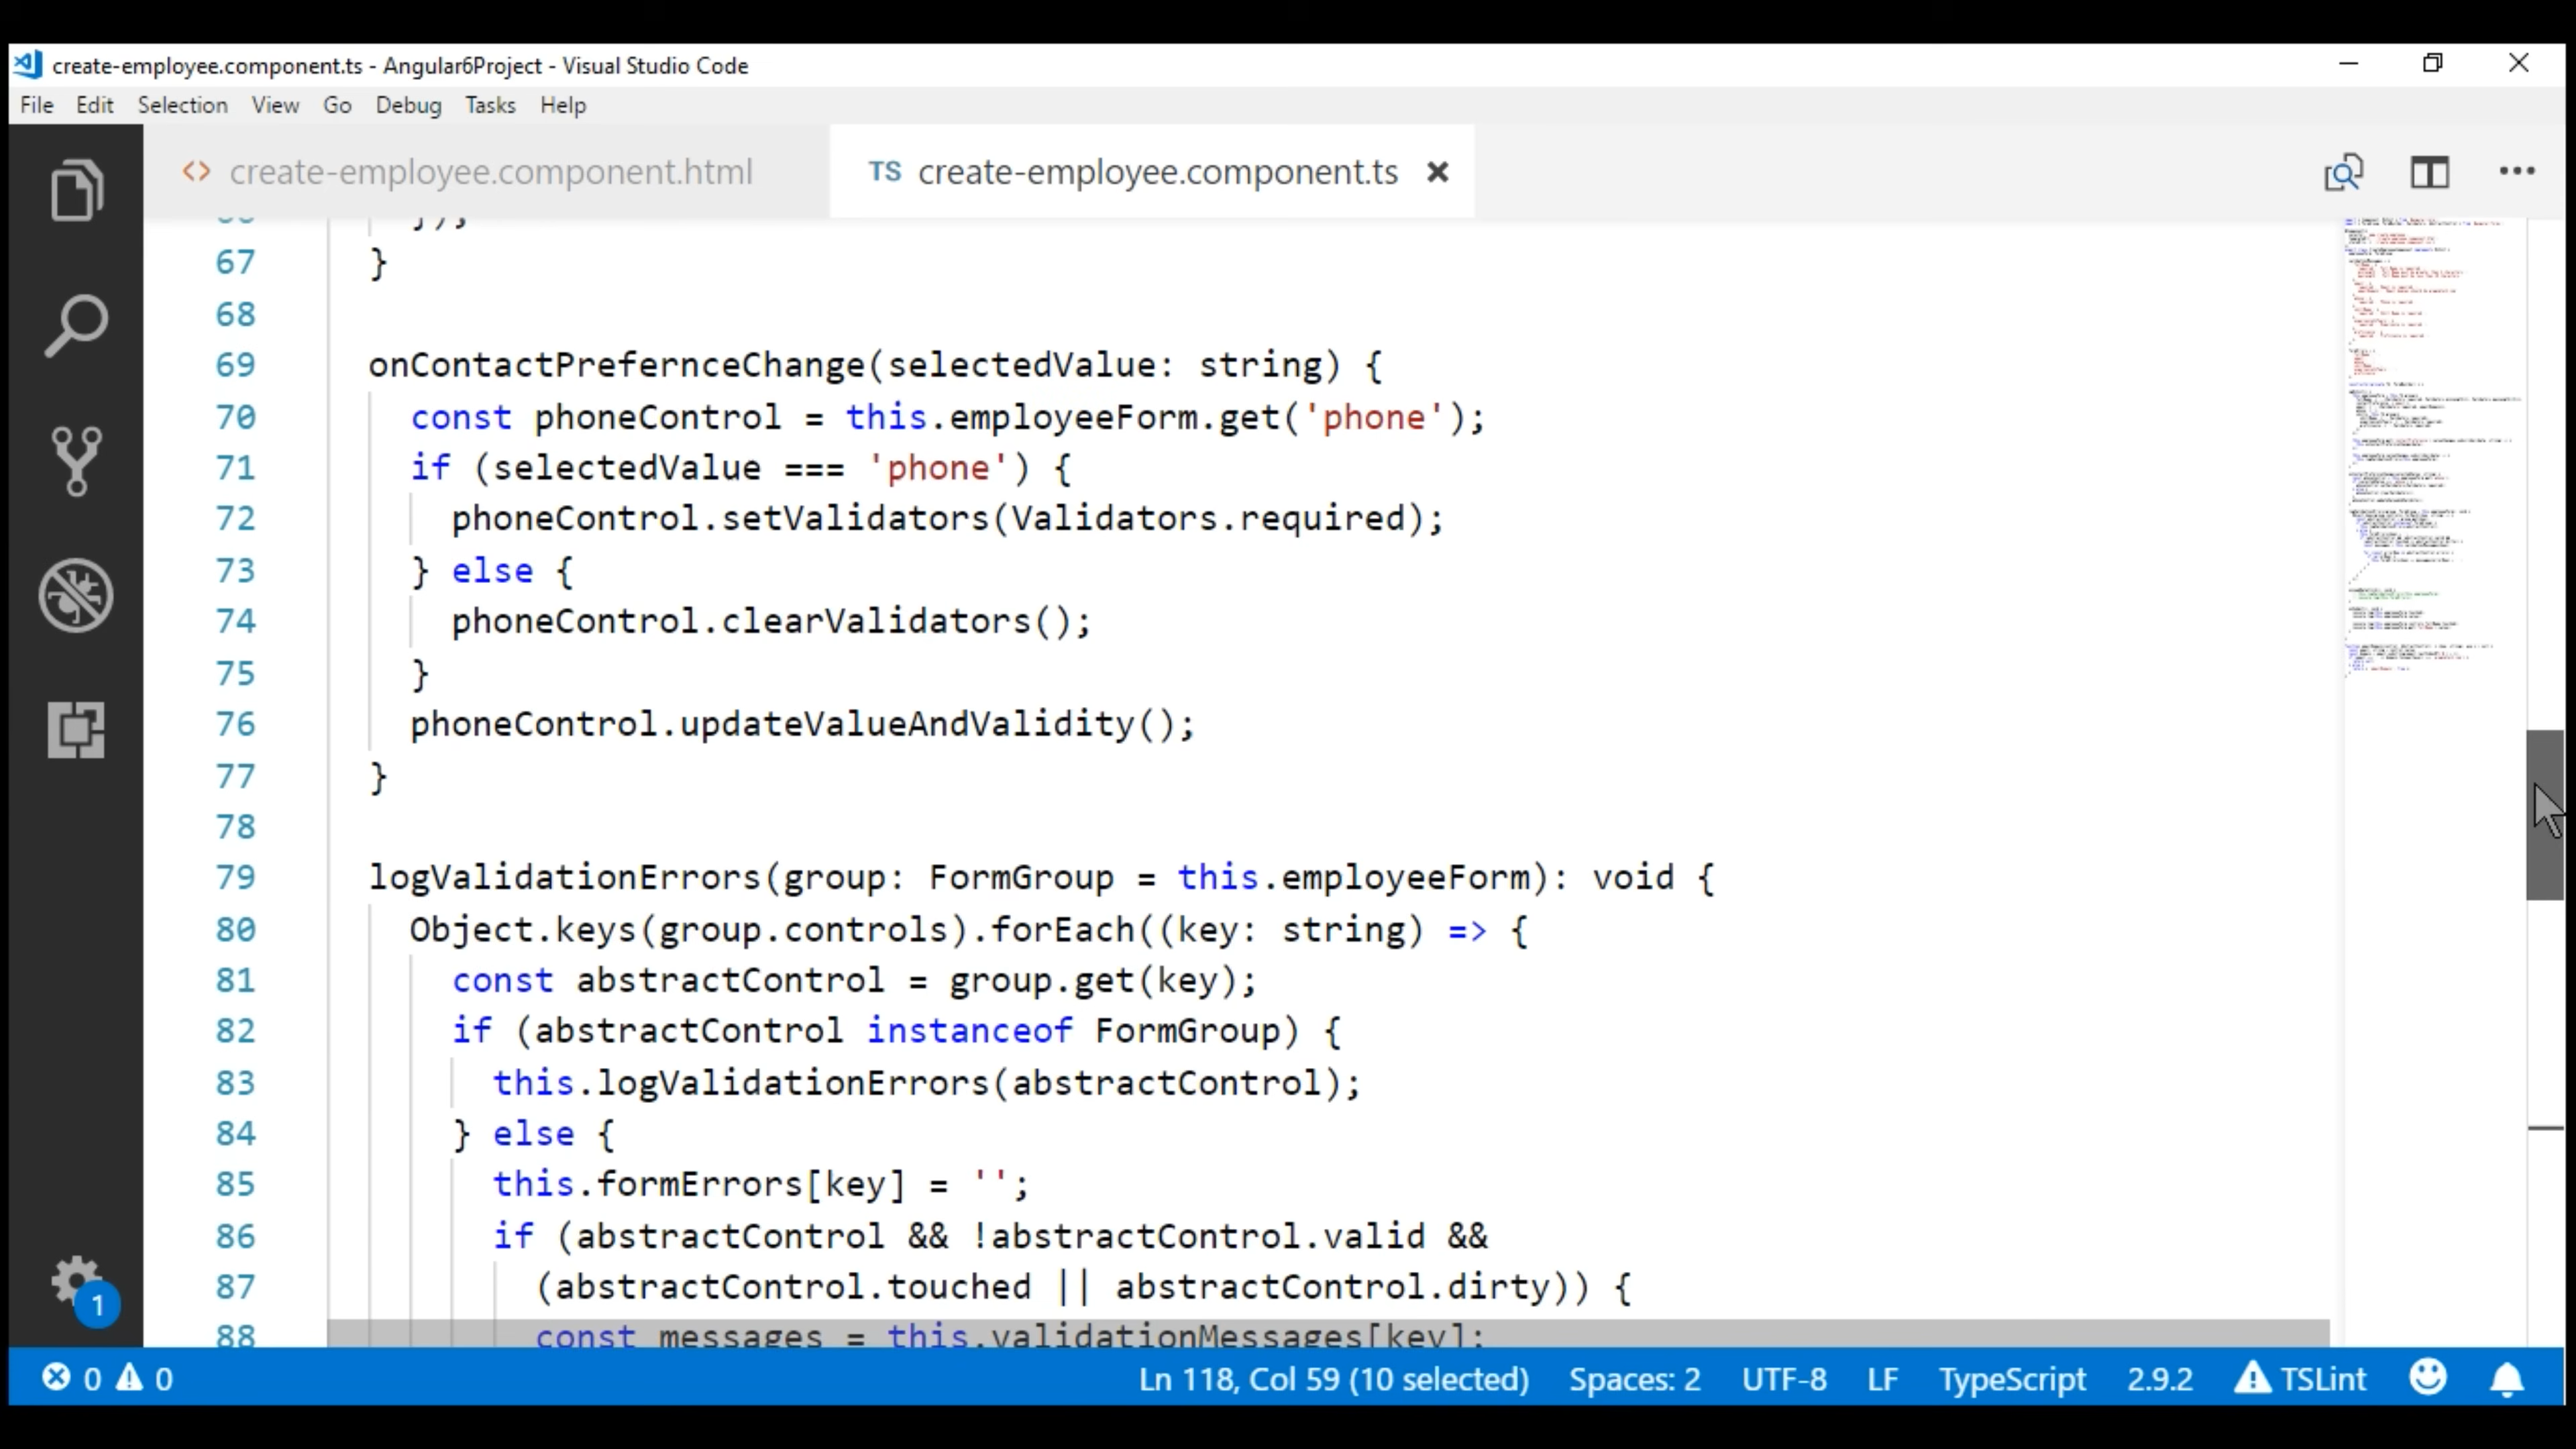 create-employee.component.ts - Angular6Project - Visual Studio Code
File Edit Selection View Go Debug Tasks Help
<> create-employee.component.html TS create-employee.component.ts
});
67 }
68
69 onContactPrefernceChange(selectedValue: string) {
70 const phoneControl = this.employeeForm.get('phone');
71 if (selectedValue === 'phone') {
72 phoneControl.setValidators(Validators.required);
73 } else {
74 phoneControl.clearValidators();
75 }
76 phoneControl.updateValueAndValidity();
77 }
78
79 logValidationErrors(group: FormGroup = this.employeeForm): void {
80 Object.keys(group.controls).forEach((key: string) => {
81 const abstractControl = group.get(key);
82 if (abstractControl instanceof FormGroup) {
83 this.logValidationErrors(abstractControl);
84 } else {
85 this.formErrors[key] = '';
86 if (abstractControl && !abstractControl.valid &&
87 (abstractControl.touched || abstractControl.dirty)) {
88 const messages = this.validationMessages[key];
1
0 0 Ln 118, Col 59 (10 selected) Spaces: 2 UTF-8 LF TypeScript 2.9.2 TSLint